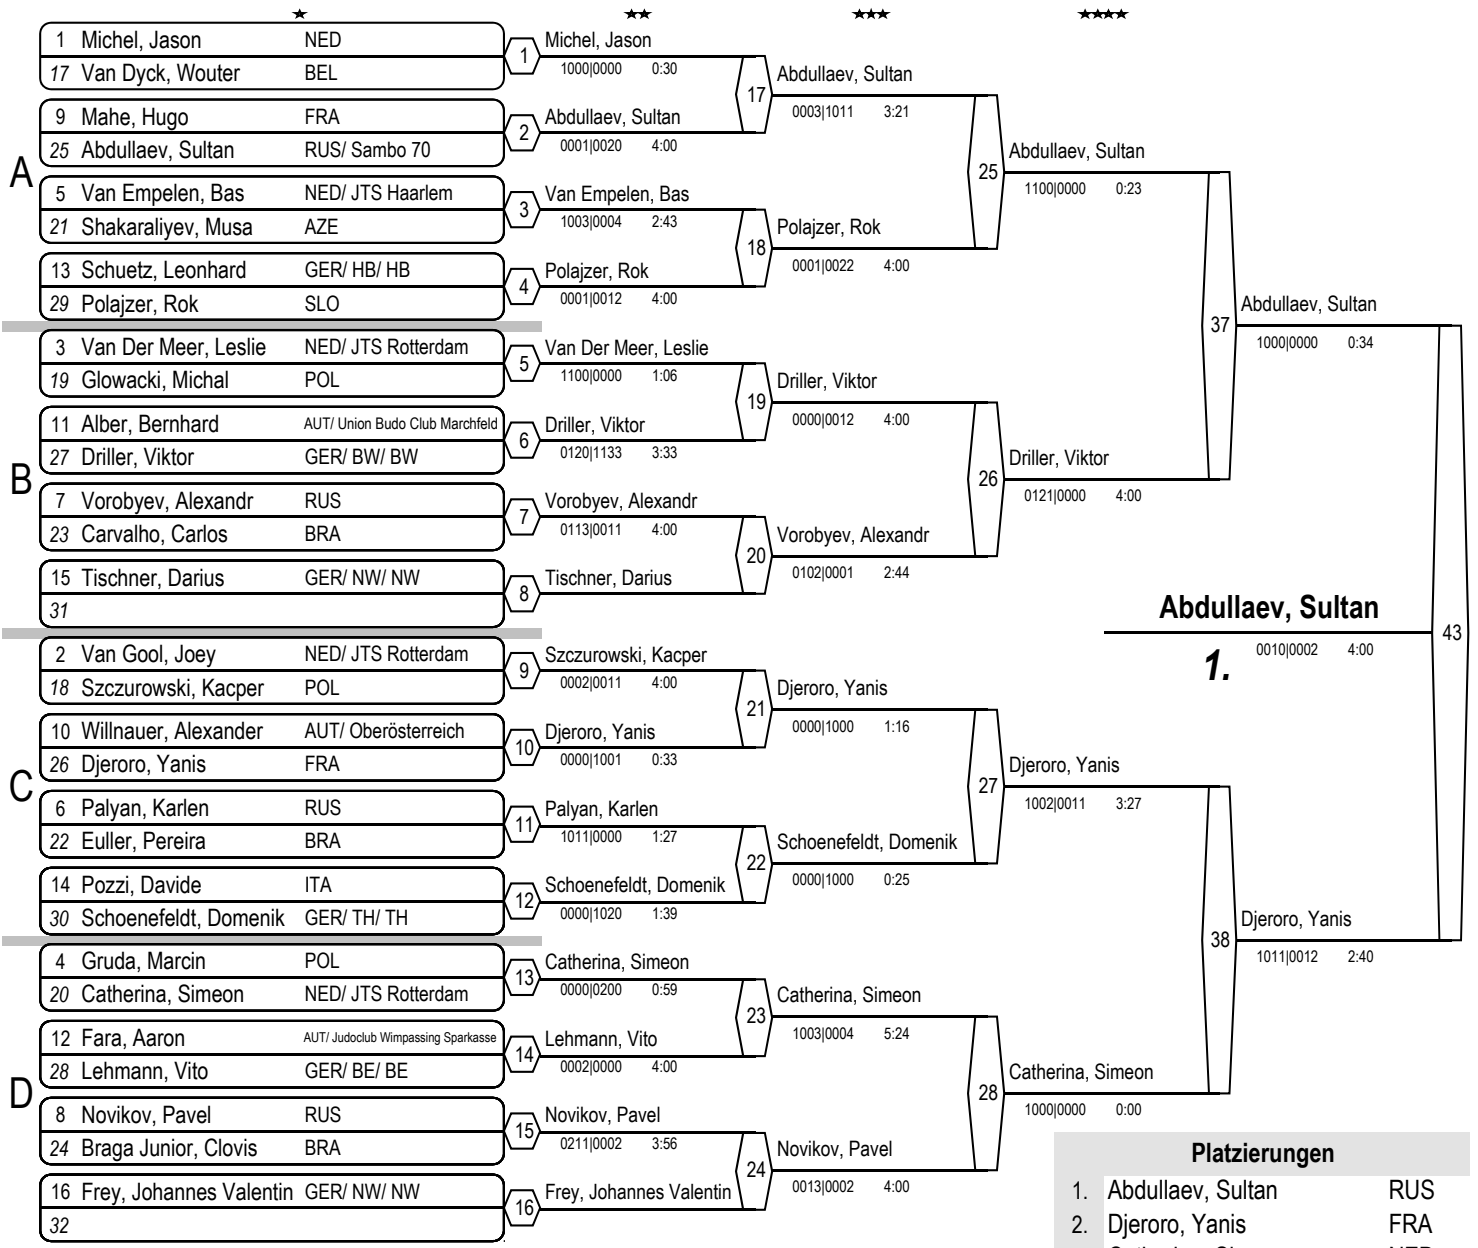 ★ ★★ ★★★ ★★★★
A
1 Michel, Jason NED
17 Van Dyck, Wouter BEL
9 Mahe, Hugo FRA
25 Abdullaev, Sultan RUS/ Sambo 70
5 Van Empelen, Bas NED/ JTS Haarlem
21 Shakaraliyev, Musa AZE
13 Schuetz, Leonhard GER/ HB/ HB
29 Polajzer, Rok SLO
B
3 Van Der Meer, Leslie NED/ JTS Rotterdam
19 Glowacki, Michal POL
11 Alber, Bernhard AUT/ Union Budo Club Marchfeld
27 Driller, Viktor GER/ BW/ BW
7 Vorobyev, Alexandr RUS
23 Carvalho, Carlos BRA
15 Tischner, Darius GER/ NW/ NW
31
C
2 Van Gool, Joey NED/ JTS Rotterdam
18 Szczurowski, Kacper POL
10 Willnauer, Alexander AUT/ Oberösterreich
26 Djeroro, Yanis FRA
6 Palyan, Karlen RUS
22 Euller, Pereira BRA
14 Pozzi, Davide ITA
30 Schoenefeldt, Domenik GER/ TH/ TH
D
4 Gruda, Marcin POL
20 Catherina, Simeon NED/ JTS Rotterdam
12 Fara, Aaron AUT/ Judoclub Wimpassing Sparkasse
28 Lehmann, Vito GER/ BE/ BE
8 Novikov, Pavel RUS
24 Braga Junior, Clovis BRA
16 Frey, Johannes Valentin GER/ NW/ NW
32
1 Michel, Jason
1000|0000 0:30
2 Abdullaev, Sultan
0001|0020 4:00
3 Van Empelen, Bas
1003|0004 2:43
4 Polajzer, Rok
0001|0012 4:00
5 Van Der Meer, Leslie
1100|0000 1:06
6 Driller, Viktor
0120|1133 3:33
7 Vorobyev, Alexandr
0113|0011 4:00
8 Tischner, Darius
9 Szczurowski, Kacper
0002|0011 4:00
10 Djeroro, Yanis
0000|1001 0:33
11 Palyan, Karlen
1011|0000 1:27
12 Schoenefeldt, Domenik
0000|1020 1:39
13 Catherina, Simeon
0000|0200 0:59
14 Lehmann, Vito
0002|0000 4:00
15 Novikov, Pavel
0211|0002 3:56
16 Frey, Johannes Valentin
17 Abdullaev, Sultan
0003|1011 3:21
18 Polajzer, Rok
0001|0022 4:00
19 Driller, Viktor
0000|0012 4:00
20 Vorobyev, Alexandr
0102|0001 2:44
21 Djeroro, Yanis
0000|1000 1:16
22 Schoenefeldt, Domenik
0000|1000 0:25
23 Catherina, Simeon
1003|0004 5:24
24 Novikov, Pavel
0013|0002 4:00
25 Abdullaev, Sultan
1100|0000 0:23
26 Driller, Viktor
0121|0000 4:00
27 Djeroro, Yanis
1002|0011 3:27
28 Catherina, Simeon
1000|0000 0:00
37 Abdullaev, Sultan
1000|0000 0:34
38 Djeroro, Yanis
1011|0012 2:40
43 Abdullaev, Sultan
1. 0010|0002 4:00
Platzierungen
1. Abdullaev, Sultan RUS
2. Djeroro, Yanis FRA